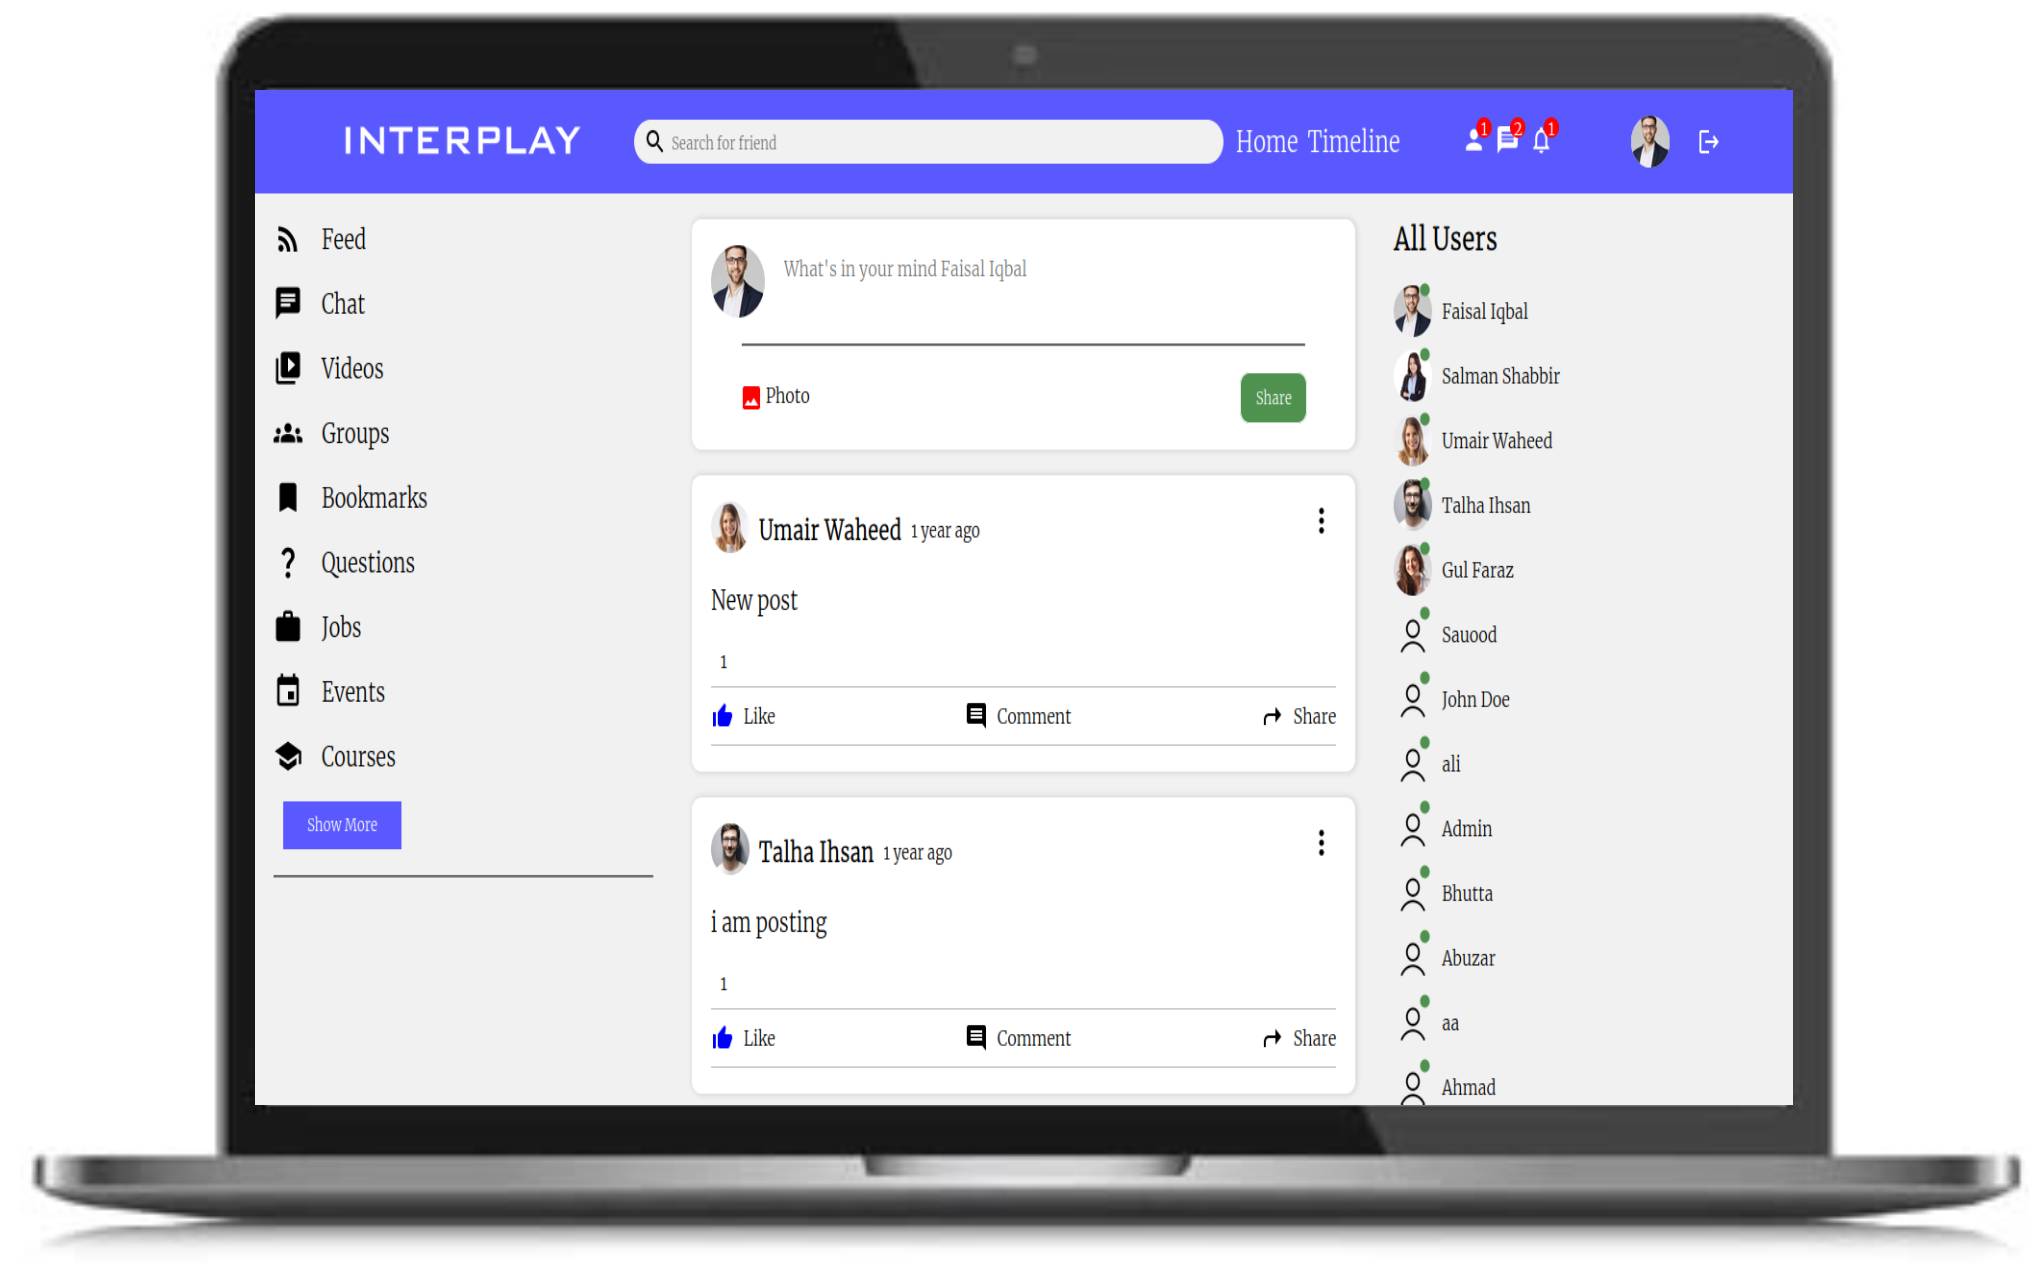 INTERPLAY
Search for friend
Home Timeline
1 2 1
Feed
Chat
Videos
Groups
Bookmarks
Questions
Jobs
Events
Courses
Show More
What's in your mind Faisal Iqbal
Photo
Share
Umair Waheed 1 year ago
New post
1
Like Comment Share
Talha Ihsan 1 year ago
i am posting
1
Like Comment Share
All Users
Faisal Iqbal
Salman Shabbir
Umair Waheed
Talha Ihsan
Gul Faraz
Sauood
John Doe
ali
Admin
Bhutta
Abuzar
aa
Ahmad